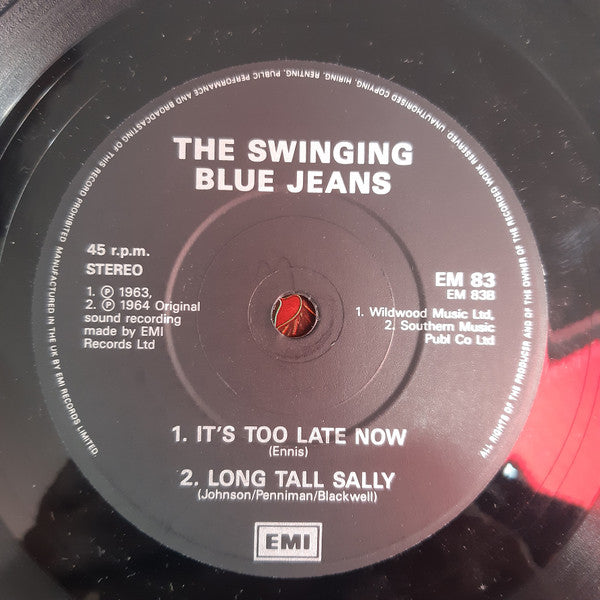 UNAUTHORISED COPYING, HIRING, RENTING, PUBLIC PERFORMANCE AND BROADCASTING OF THIS RECORD PROHIBITED MANUFACTURED IN THE UK BY EMI RECORDS LIMITED
ALL RIGHTS OF THE PRODUCER AND OF THE OWNER OF THE RECORDED WORK RESERVED
THE SWINGING
BLUE JEANS
45 r.p.m.
STEREO
1. ℗ 1963,
2. ℗ 1964 Original
sound recording
made by EMI
Records Ltd
EM 83
EM 83B
1. Wildwood Music Ltd,
2. Southern Music
Publ Co Ltd
1. IT'S TOO LATE NOW
(Ennis)
2. LONG TALL SALLY
(Johnson/Penniman/Blackwell)
EMI